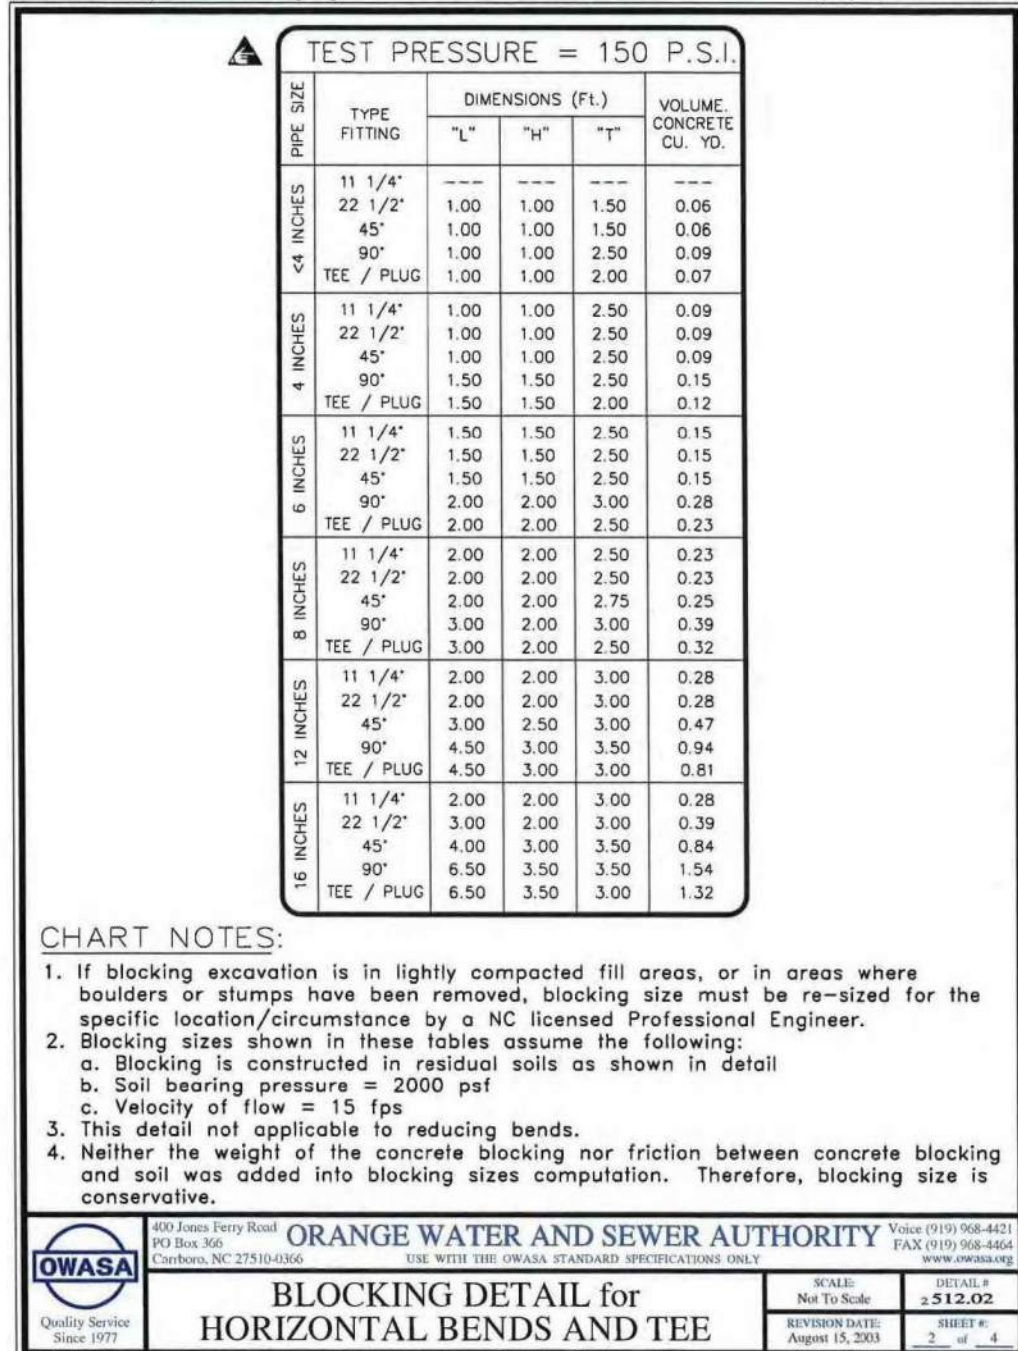 TEST PRESSURE = 150 P.S.I.
PIPE SIZE
TYPE FITTING
DIMENSIONS (Ft.)
"L" "H" "T"
VOLUME. CONCRETE CU. YD.
<4 INCHES
11 1/4° --- --- --- ---
22 1/2° 1.00 1.00 1.50 0.06
45° 1.00 1.00 1.50 0.06
90° 1.00 1.00 2.50 0.09
TEE / PLUG 1.00 1.00 2.00 0.07
4 INCHES
11 1/4° 1.00 1.00 2.50 0.09
22 1/2° 1.00 1.00 2.50 0.09
45° 1.00 1.00 2.50 0.09
90° 1.50 1.50 2.50 0.15
TEE / PLUG 1.50 1.50 2.00 0.12
6 INCHES
11 1/4° 1.50 1.50 2.50 0.15
22 1/2° 1.50 1.50 2.50 0.15
45° 1.50 1.50 2.50 0.15
90° 2.00 2.00 3.00 0.28
TEE / PLUG 2.00 2.00 2.50 0.23
8 INCHES
11 1/4° 2.00 2.00 2.50 0.23
22 1/2° 2.00 2.00 2.50 0.23
45° 2.00 2.00 2.75 0.25
90° 3.00 2.00 3.00 0.39
TEE / PLUG 3.00 2.00 2.50 0.32
12 INCHES
11 1/4° 2.00 2.00 3.00 0.28
22 1/2° 2.00 2.00 3.00 0.28
45° 3.00 2.50 3.00 0.47
90° 4.50 3.00 3.50 0.94
TEE / PLUG 4.50 3.00 3.00 0.81
16 INCHES
11 1/4° 2.00 2.00 3.00 0.28
22 1/2° 3.00 2.00 3.00 0.39
45° 4.00 3.00 3.50 0.84
90° 6.50 3.50 3.50 1.54
TEE / PLUG 6.50 3.50 3.00 1.32
CHART NOTES:
1. If blocking excavation is in lightly compacted fill areas, or in areas where
boulders or stumps have been removed, blocking size must be re-sized for the
specific location/circumstance by a NC licensed Professional Engineer.
2. Blocking sizes shown in these tables assume the following:
a. Blocking is constructed in residual soils as shown in detail
b. Soil bearing pressure = 2000 psf
c. Velocity of flow = 15 fps
3. This detail not applicable to reducing bends.
4. Neither the weight of the concrete blocking nor friction between concrete blocking
and soil was added into blocking sizes computation. Therefore, blocking size is
conservative.
OWASA
Quality Service
Since 1977
400 Jones Ferry Road
PO Box 366
Carrboro, NC 27510-0366
ORANGE WATER AND SEWER AUTHORITY
USE WITH THE OWASA STANDARD SPECIFICATIONS ONLY
Voice (919) 968-4421
FAX (919) 968-4464
www.owasa.org
BLOCKING DETAIL for
HORIZONTAL BENDS AND TEE
SCALE:
Not To Scale
DETAIL #
2 512.02
REVISION DATE:
August 15, 2003
SHEET #:
2 of 4